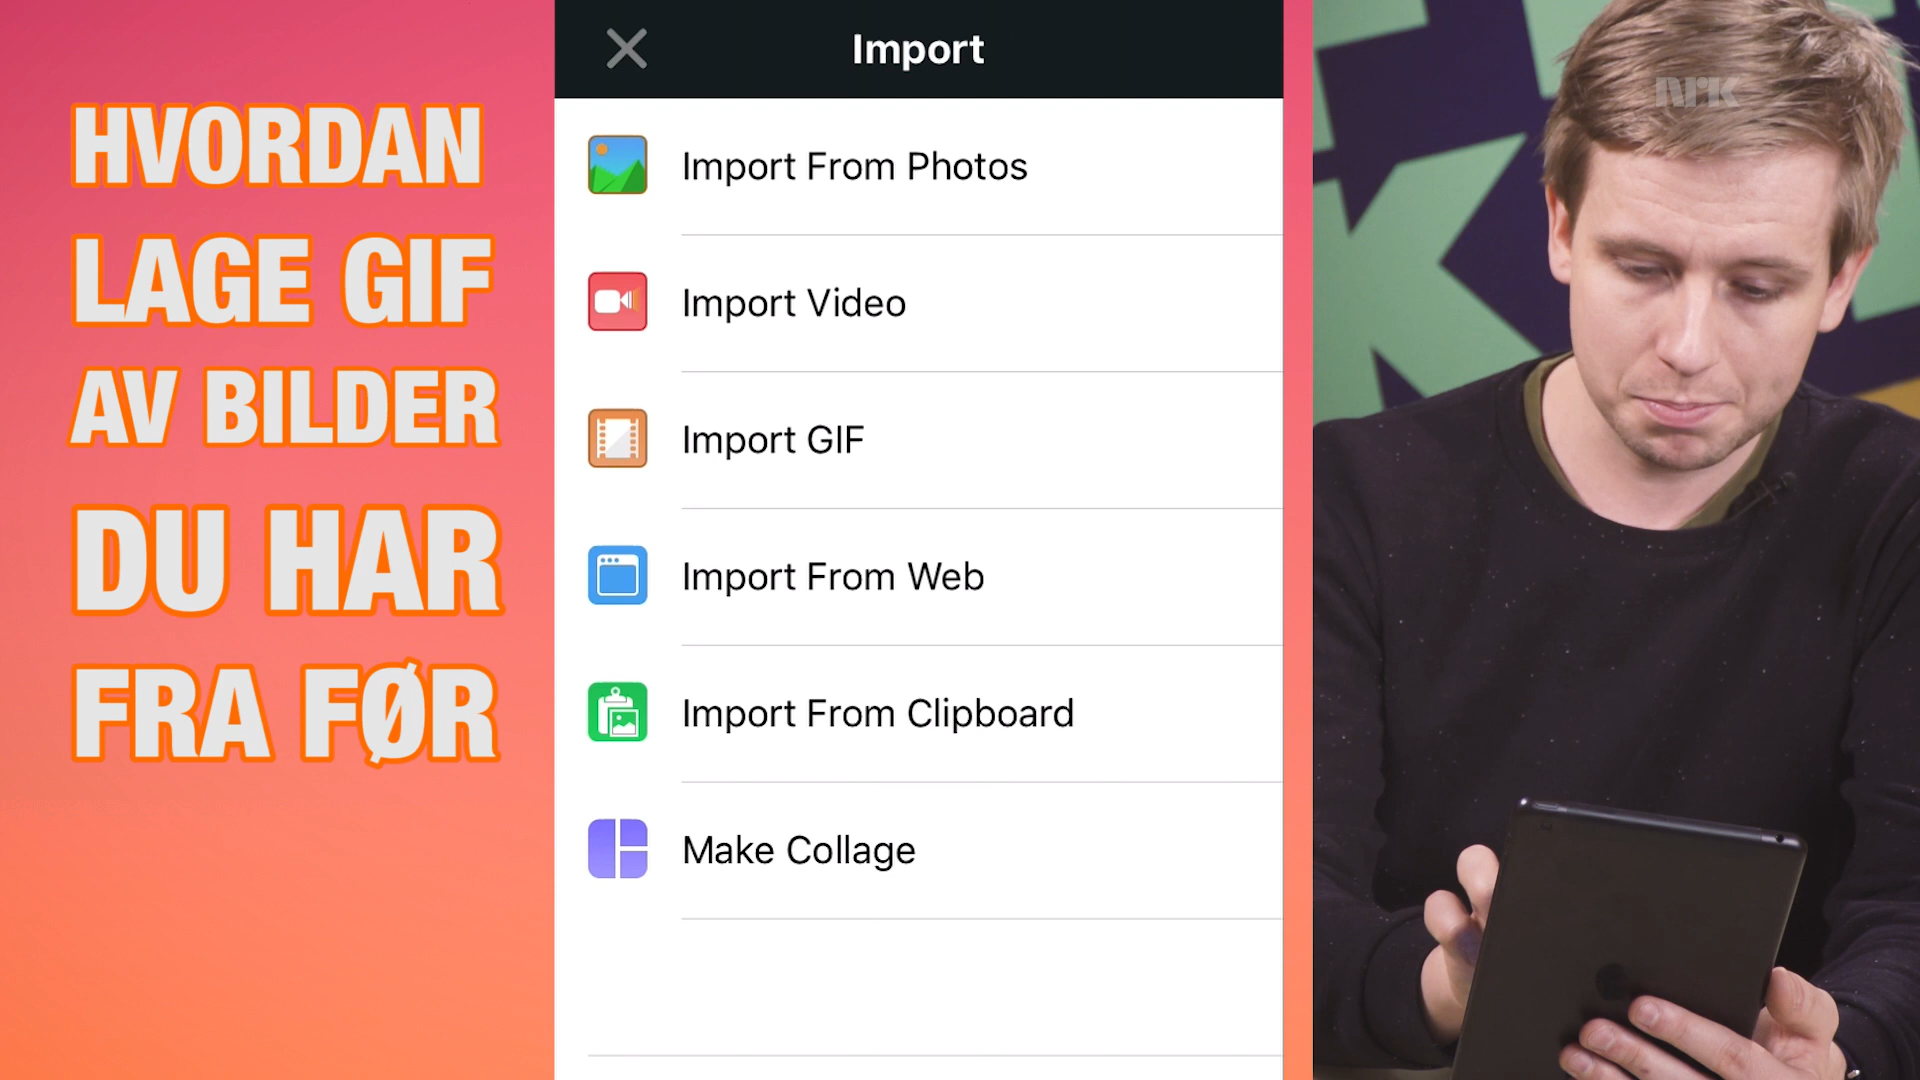 HVORDAN
LAGE GIF
AV BILDER
DU HAR
FRA FØR
Import
Import From Photos
Import Video
Import GIF
Import From Web
Import From Clipboard
Make Collage
NRK